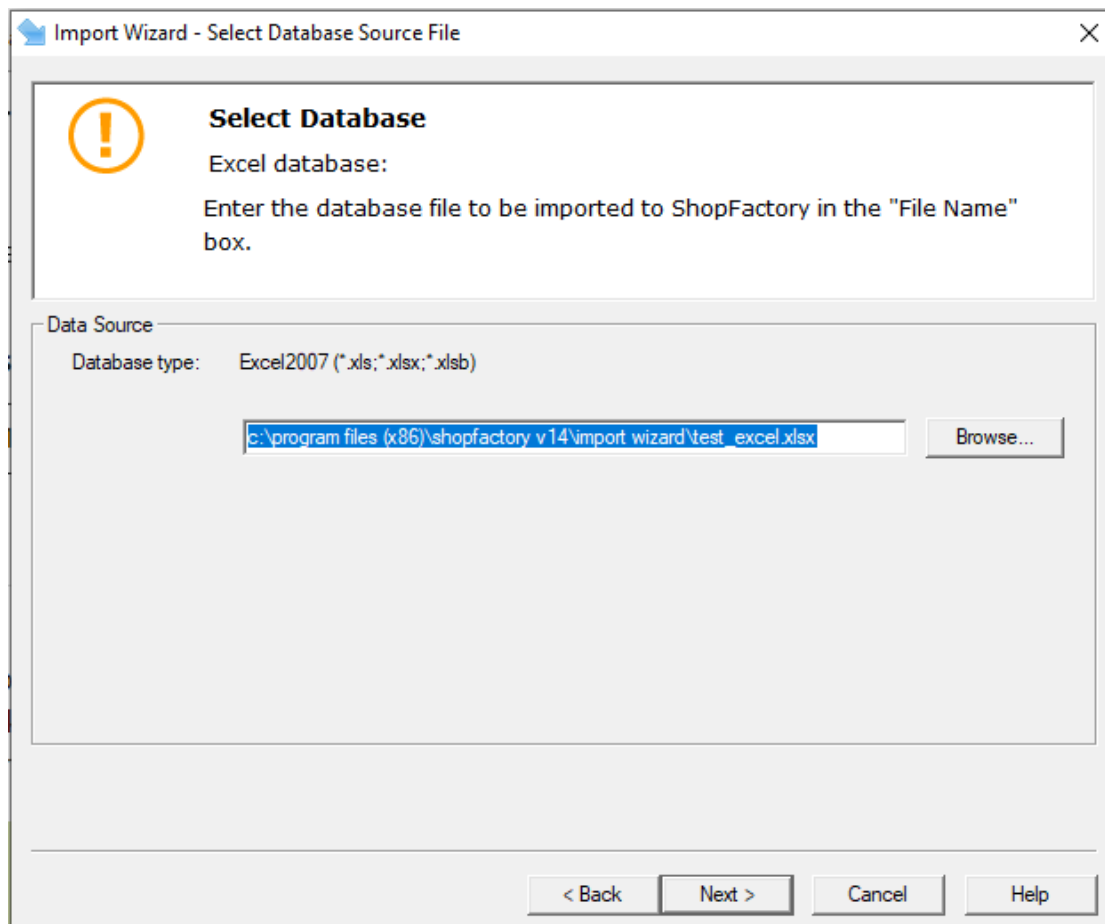 Import Wizard - Select Database Source File
Select Database
Excel database:
Enter the database file to be imported to ShopFactory in the "File Name"
box.
Data Source
Database type: Excel2007 (*.xls;*.xlsx;*.xlsb)
c:\program files (x86)\shopfactory v14\import wizard\test_excel.xlsx Browse...
< Back Next > Cancel Help